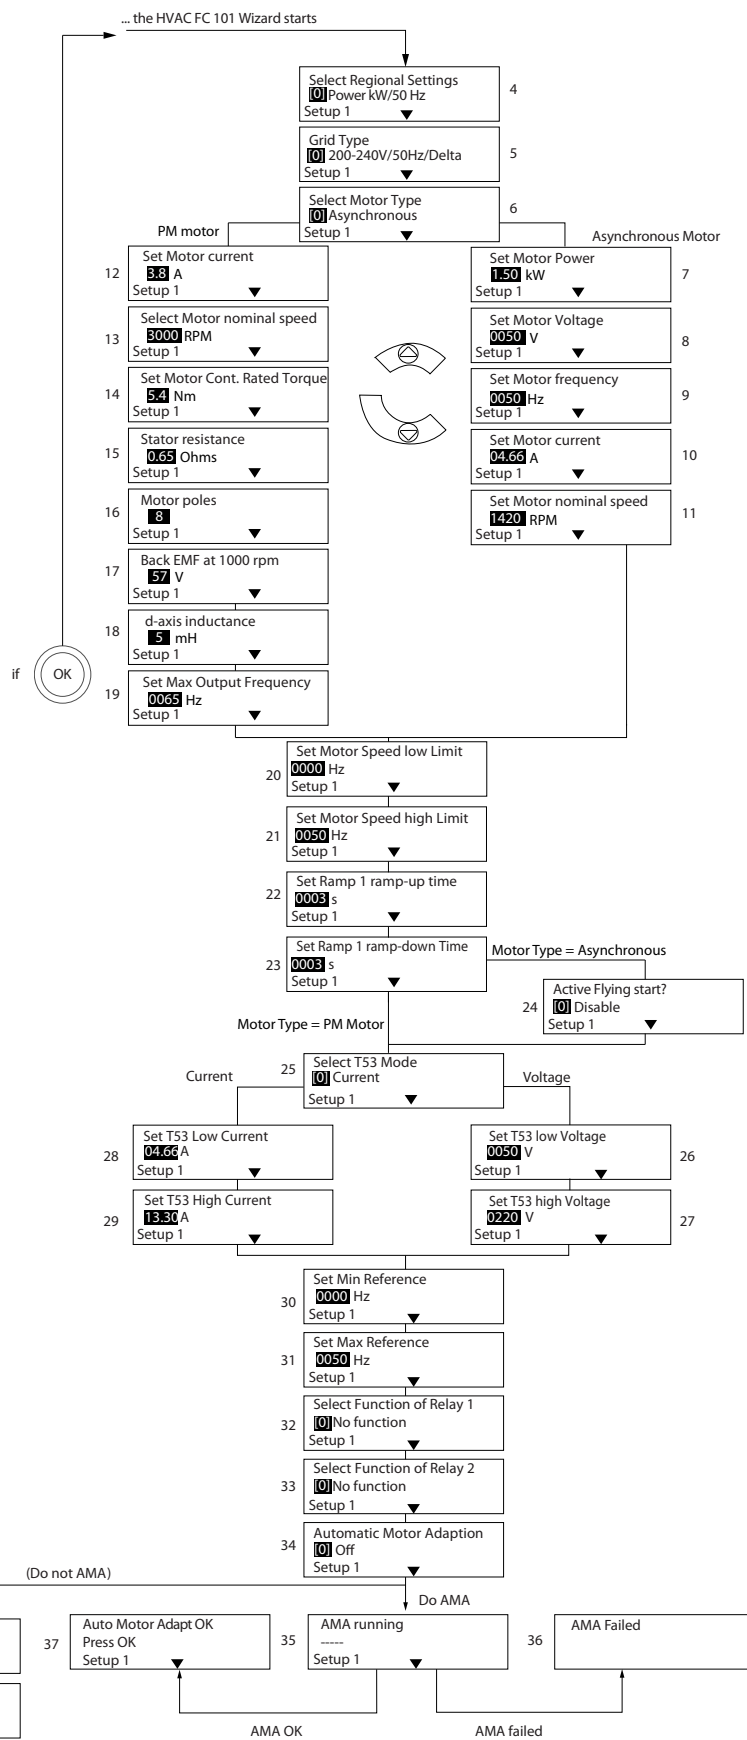 ... the HVAC FC 101 Wizard starts
Select Regional Settings
[0] Power kW/50 Hz
Setup 1
4
Grid Type
[0] 200-240V/50Hz/Delta
Setup 1
5
Select Motor Type
[0] Asynchronous
Setup 1
6
PM motor
Asynchronous Motor
Set Motor current
3.8 A
Setup 1
12
Select Motor nominal speed
3000 RPM
Setup 1
13
Set Motor Cont. Rated Torque
5.4 Nm
Setup 1
14
Stator resistance
0.65 Ohms
Setup 1
15
Motor poles
8
Setup 1
16
Back EMF at 1000 rpm
57 V
Setup 1
17
d-axis inductance
5 mH
Setup 1
18
Set Max Output Frequency
0065 Hz
Setup 1
19
if
OK
Set Motor Power
1.50 kW
Setup 1
7
Set Motor Voltage
0050 V
Setup 1
8
Set Motor frequency
0050 Hz
Setup 1
9
Set Motor current
04.66 A
Setup 1
10
Set Motor nominal speed
1420 RPM
Setup 1
11
Set Motor Speed low Limit
0000 Hz
Setup 1
20
Set Motor Speed high Limit
0050 Hz
Setup 1
21
Set Ramp 1 ramp-up time
0003 s
Setup 1
22
Set Ramp 1 ramp-down Time
0003 s
Setup 1
23
Motor Type = Asynchronous
Active Flying start?
[0] Disable
Setup 1
24
Motor Type = PM Motor
Select T53 Mode
[0] Current
Setup 1
25
Current
Voltage
Set T53 Low Current
04.66 A
Setup 1
28
Set T53 High Current
13.30 A
Setup 1
29
Set T53 low Voltage
0050 V
Setup 1
26
Set T53 high Voltage
0220 V
Setup 1
27
Set Min Reference
0000 Hz
Setup 1
30
Set Max Reference
0050 Hz
Setup 1
31
Select Function of Relay 1
[0] No function
Setup 1
32
Select Function of Relay 2
[0] No function
Setup 1
33
Automatic Motor Adaption
[0] Off
Setup 1
34
(Do not AMA)
Do AMA
Auto Motor Adapt OK
Press OK
Setup 1
37
AMA running
-----
Setup 1
35
AMA Failed
36
AMA OK
AMA failed